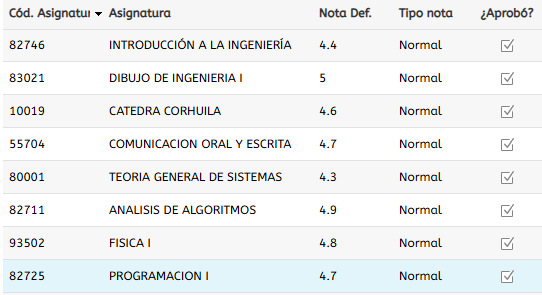 Cód. Asignatur Asignatura Nota Def. Tipo nota ¿Aprobó?
82746 INTRODUCCIÓN A LA INGENIERÍA 4.4 Normal
83021 DIBUJO DE INGENIERIA I 5 Normal
10019 CATEDRA CORHUILA 4.6 Normal
55704 COMUNICACION ORAL Y ESCRITA 4.7 Normal
80001 TEORIA GENERAL DE SISTEMAS 4.3 Normal
82711 ANALISIS DE ALGORITMOS 4.9 Normal
93502 FISICA I 4.8 Normal
82725 PROGRAMACION I 4.7 Normal